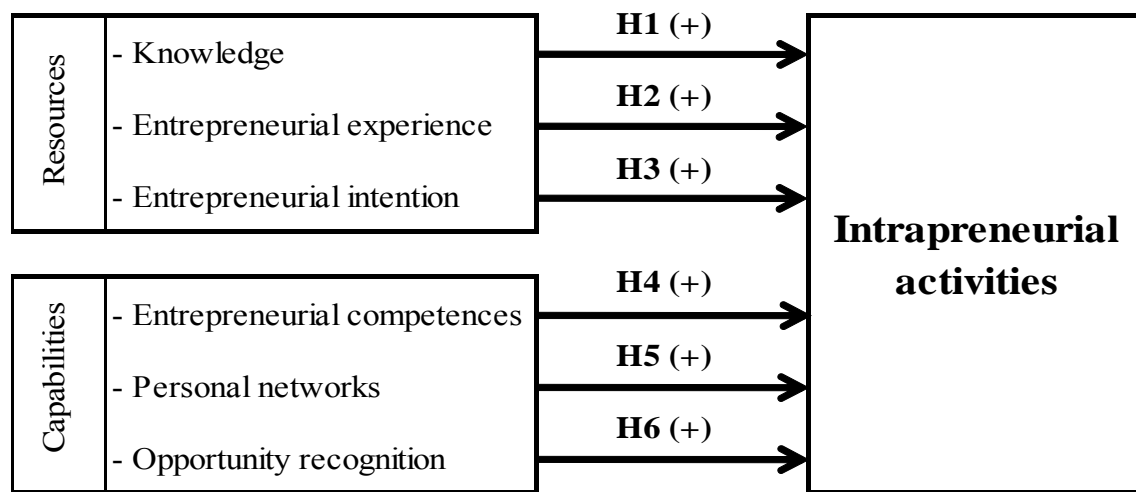 Resources
- Knowledge
- Entrepreneurial experience
- Entrepreneurial intention
H1 (+)
H2 (+)
H3 (+)
Capabilities
- Entrepreneurial competences
- Personal networks
- Opportunity recognition
H4 (+)
H5 (+)
H6 (+)
Intrapreneurial
activities